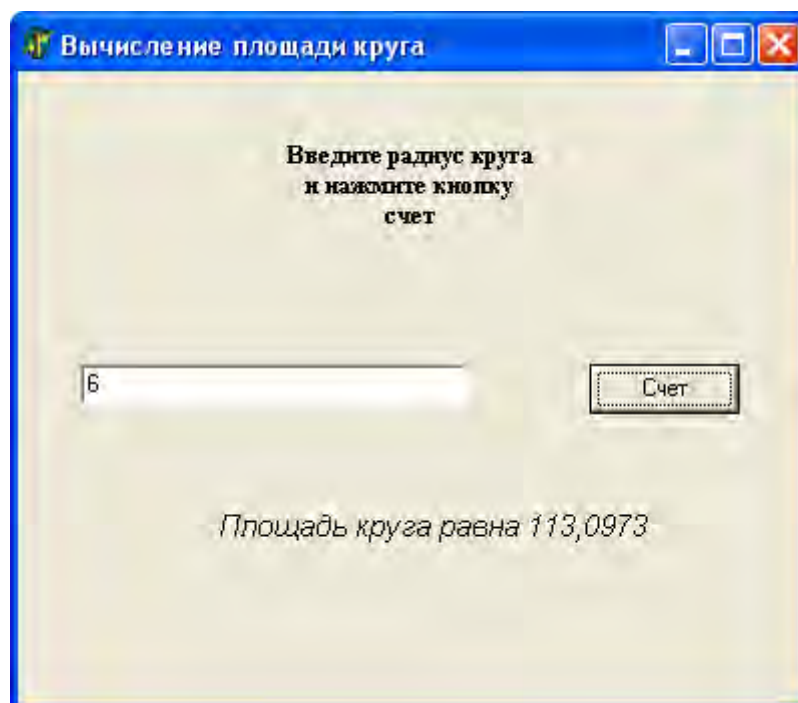 Вычисление площади круга
Введите радиус круга
и нажмите кнопку
счет
6
Счет
Площадь круга равна 113,0973